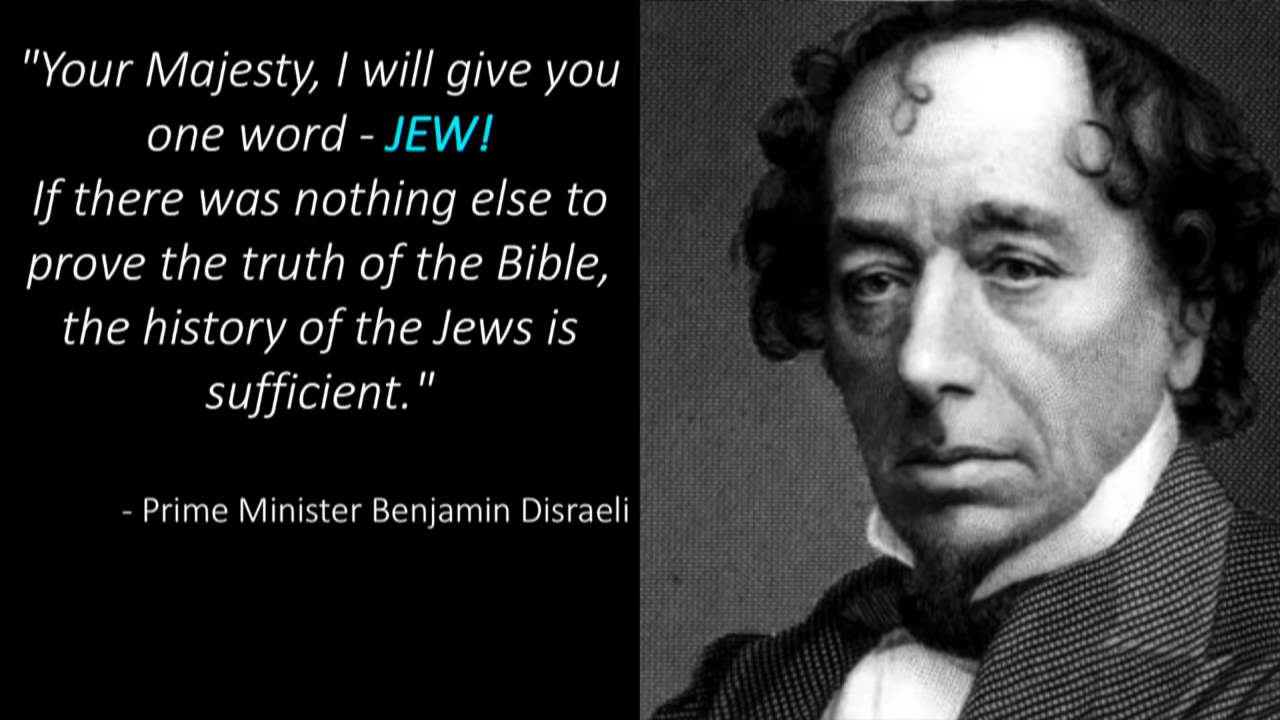 "Your Majesty, I will give you
one word - JEW!
If there was nothing else to
prove the truth of the Bible,
the history of the Jews is
sufficient."
- Prime Minister Benjamin Disraeli